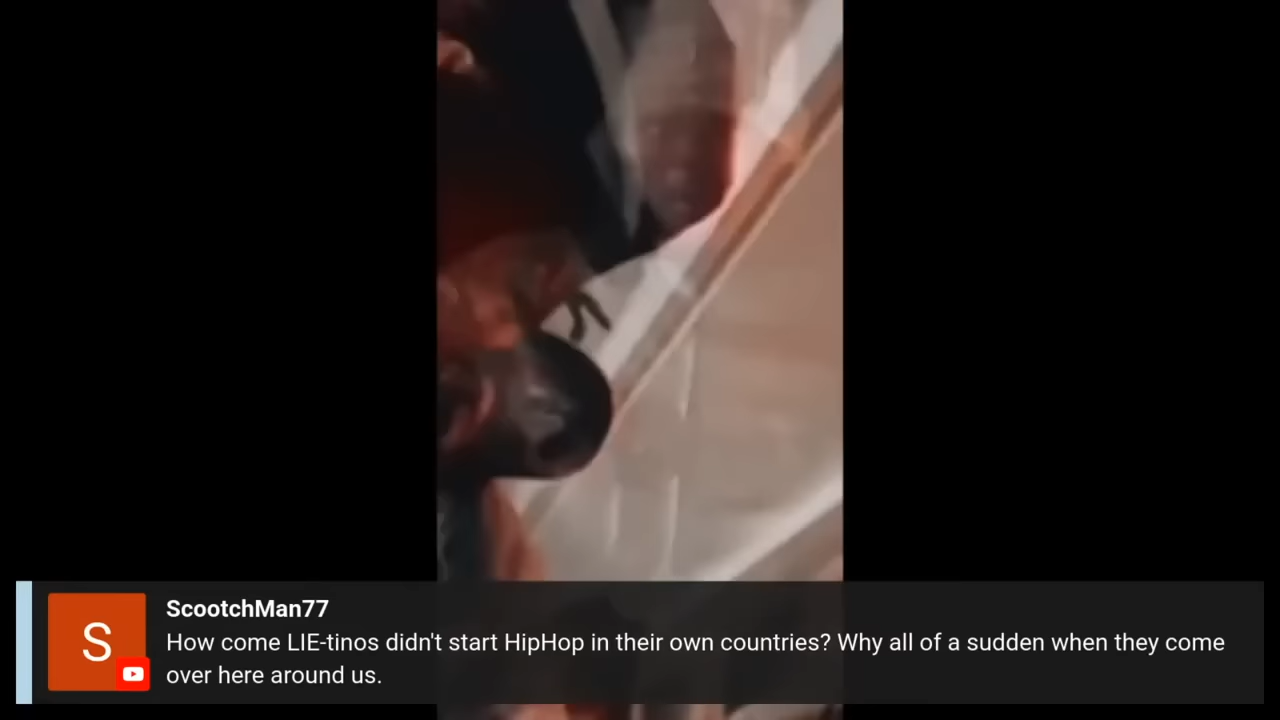 S
ScootchMan77
How come LIE-tinos didn't start HipHop in their own countries? Why all of a sudden when they come
over here around us.